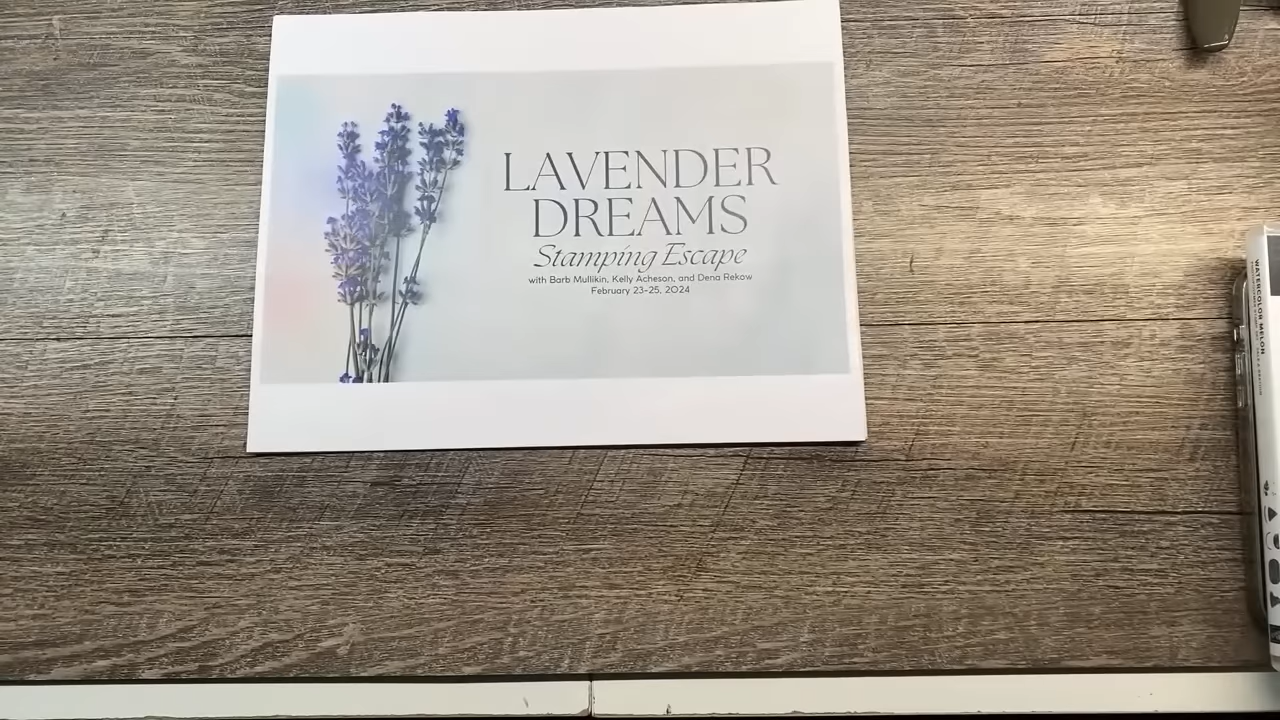 LAVENDER
DREAMS
Stamping Escape
with Barb Mullikin, Kelly Acheson, and Dena Rekow
February 23-25, 2024
WATERCOLOR MELON